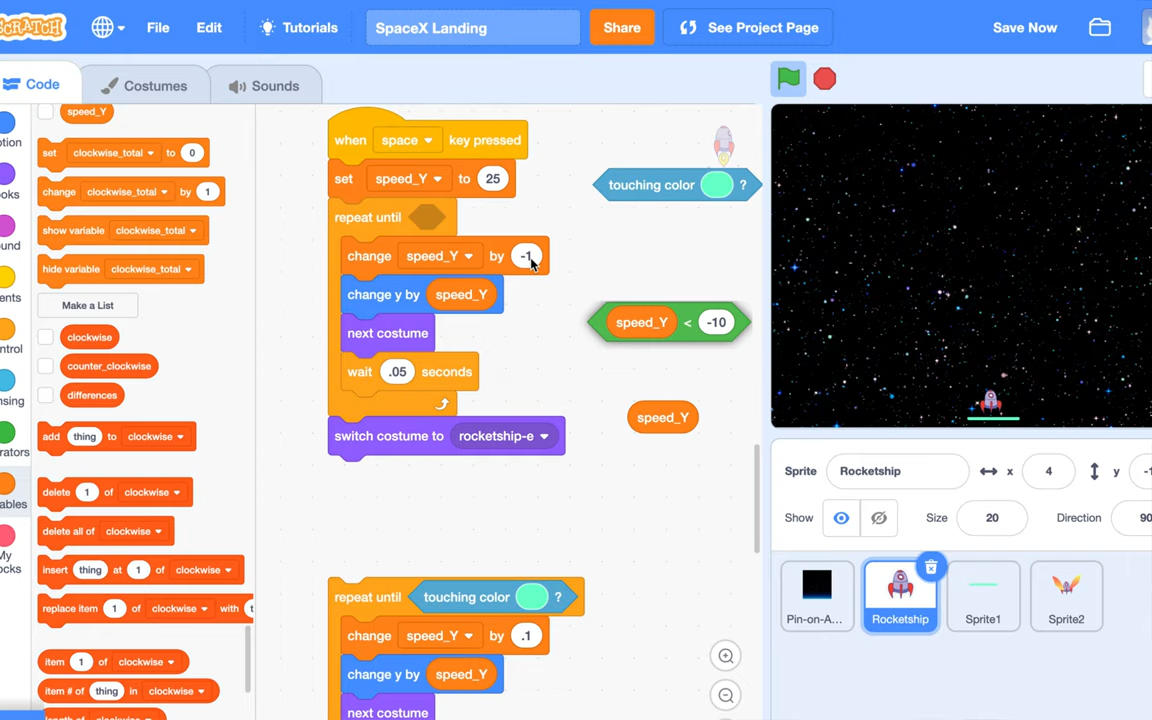 SCRATCH
File
Edit
Tutorials
SpaceX Landing
Share
See Project Page
Save Now
Code
Costumes
Sounds
speed_Y
set clockwise_total to 0
change clockwise_total by 1
show variable clockwise_total
hide variable clockwise_total
Make a List
clockwise
counter_clockwise
differences
add thing to clockwise
delete 1 of clockwise
delete all of clockwise
insert thing at 1 of clockwise
replace item 1 of clockwise with
item 1 of clockwise
item # of thing in clockwise
length of clockwise
when space key pressed
set speed_Y to 25
repeat until
change speed_Y by -1
change y by speed_Y
next costume
wait .05 seconds
switch costume to rocketship-e
touching color ?
speed_Y < -10
speed_Y
repeat until touching color ?
change speed_Y by .1
change y by speed_Y
next costume
Sprite Rocketship x 4 y
Show Size 20 Direction 90
Pin-on-A...
Rocketship
Sprite1
Sprite2